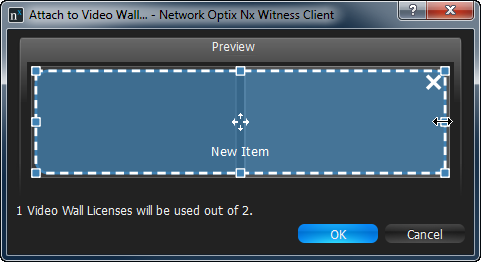 nx Attach to Video Wall... - Network Optix Nx Witness Client
Preview
New Item
1 Video Wall Licenses will be used out of 2.
OK Cancel